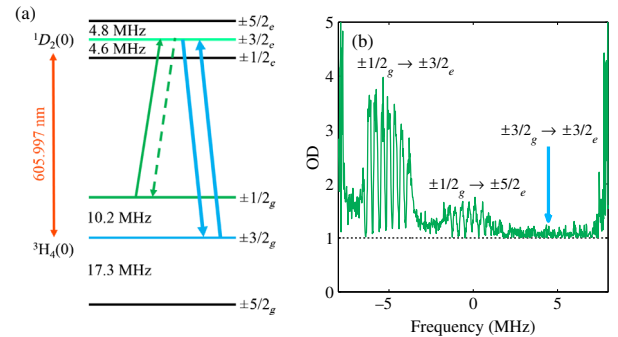 (a)
±5/2e
4.8 MHz
¹D₂(0)
±3/2e
4.6 MHz
±1/2e
605.997 nm
±1/2g
10.2 MHz
³H₄(0)
±3/2g
17.3 MHz
±5/2g
(b)
5
4
3
2
1
0
OD
±1/2g → ±3/2e
±3/2g → ±3/2e
±1/2g → ±5/2e
−5
0
5
Frequency (MHz)